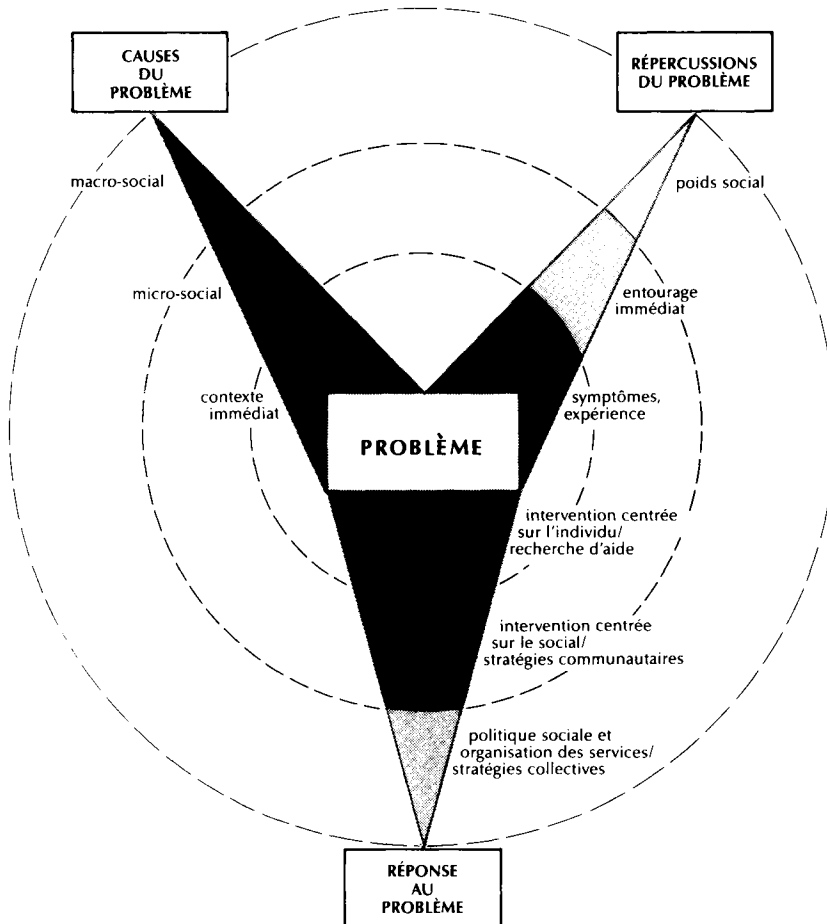 CAUSES
DU
PROBLÈME
RÉPERCUSSIONS
DU PROBLÈME
macro-social
poids social
micro-social
entourage
immédiat
contexte
immédiat
symptômes,
expérience
PROBLÈME
intervention centrée
sur l'individu/
recherche d'aide
intervention centrée
sur le social/
stratégies communautaires
politique sociale et
organisation des services/
stratégies collectives
RÉPONSE
AU
PROBLÈME